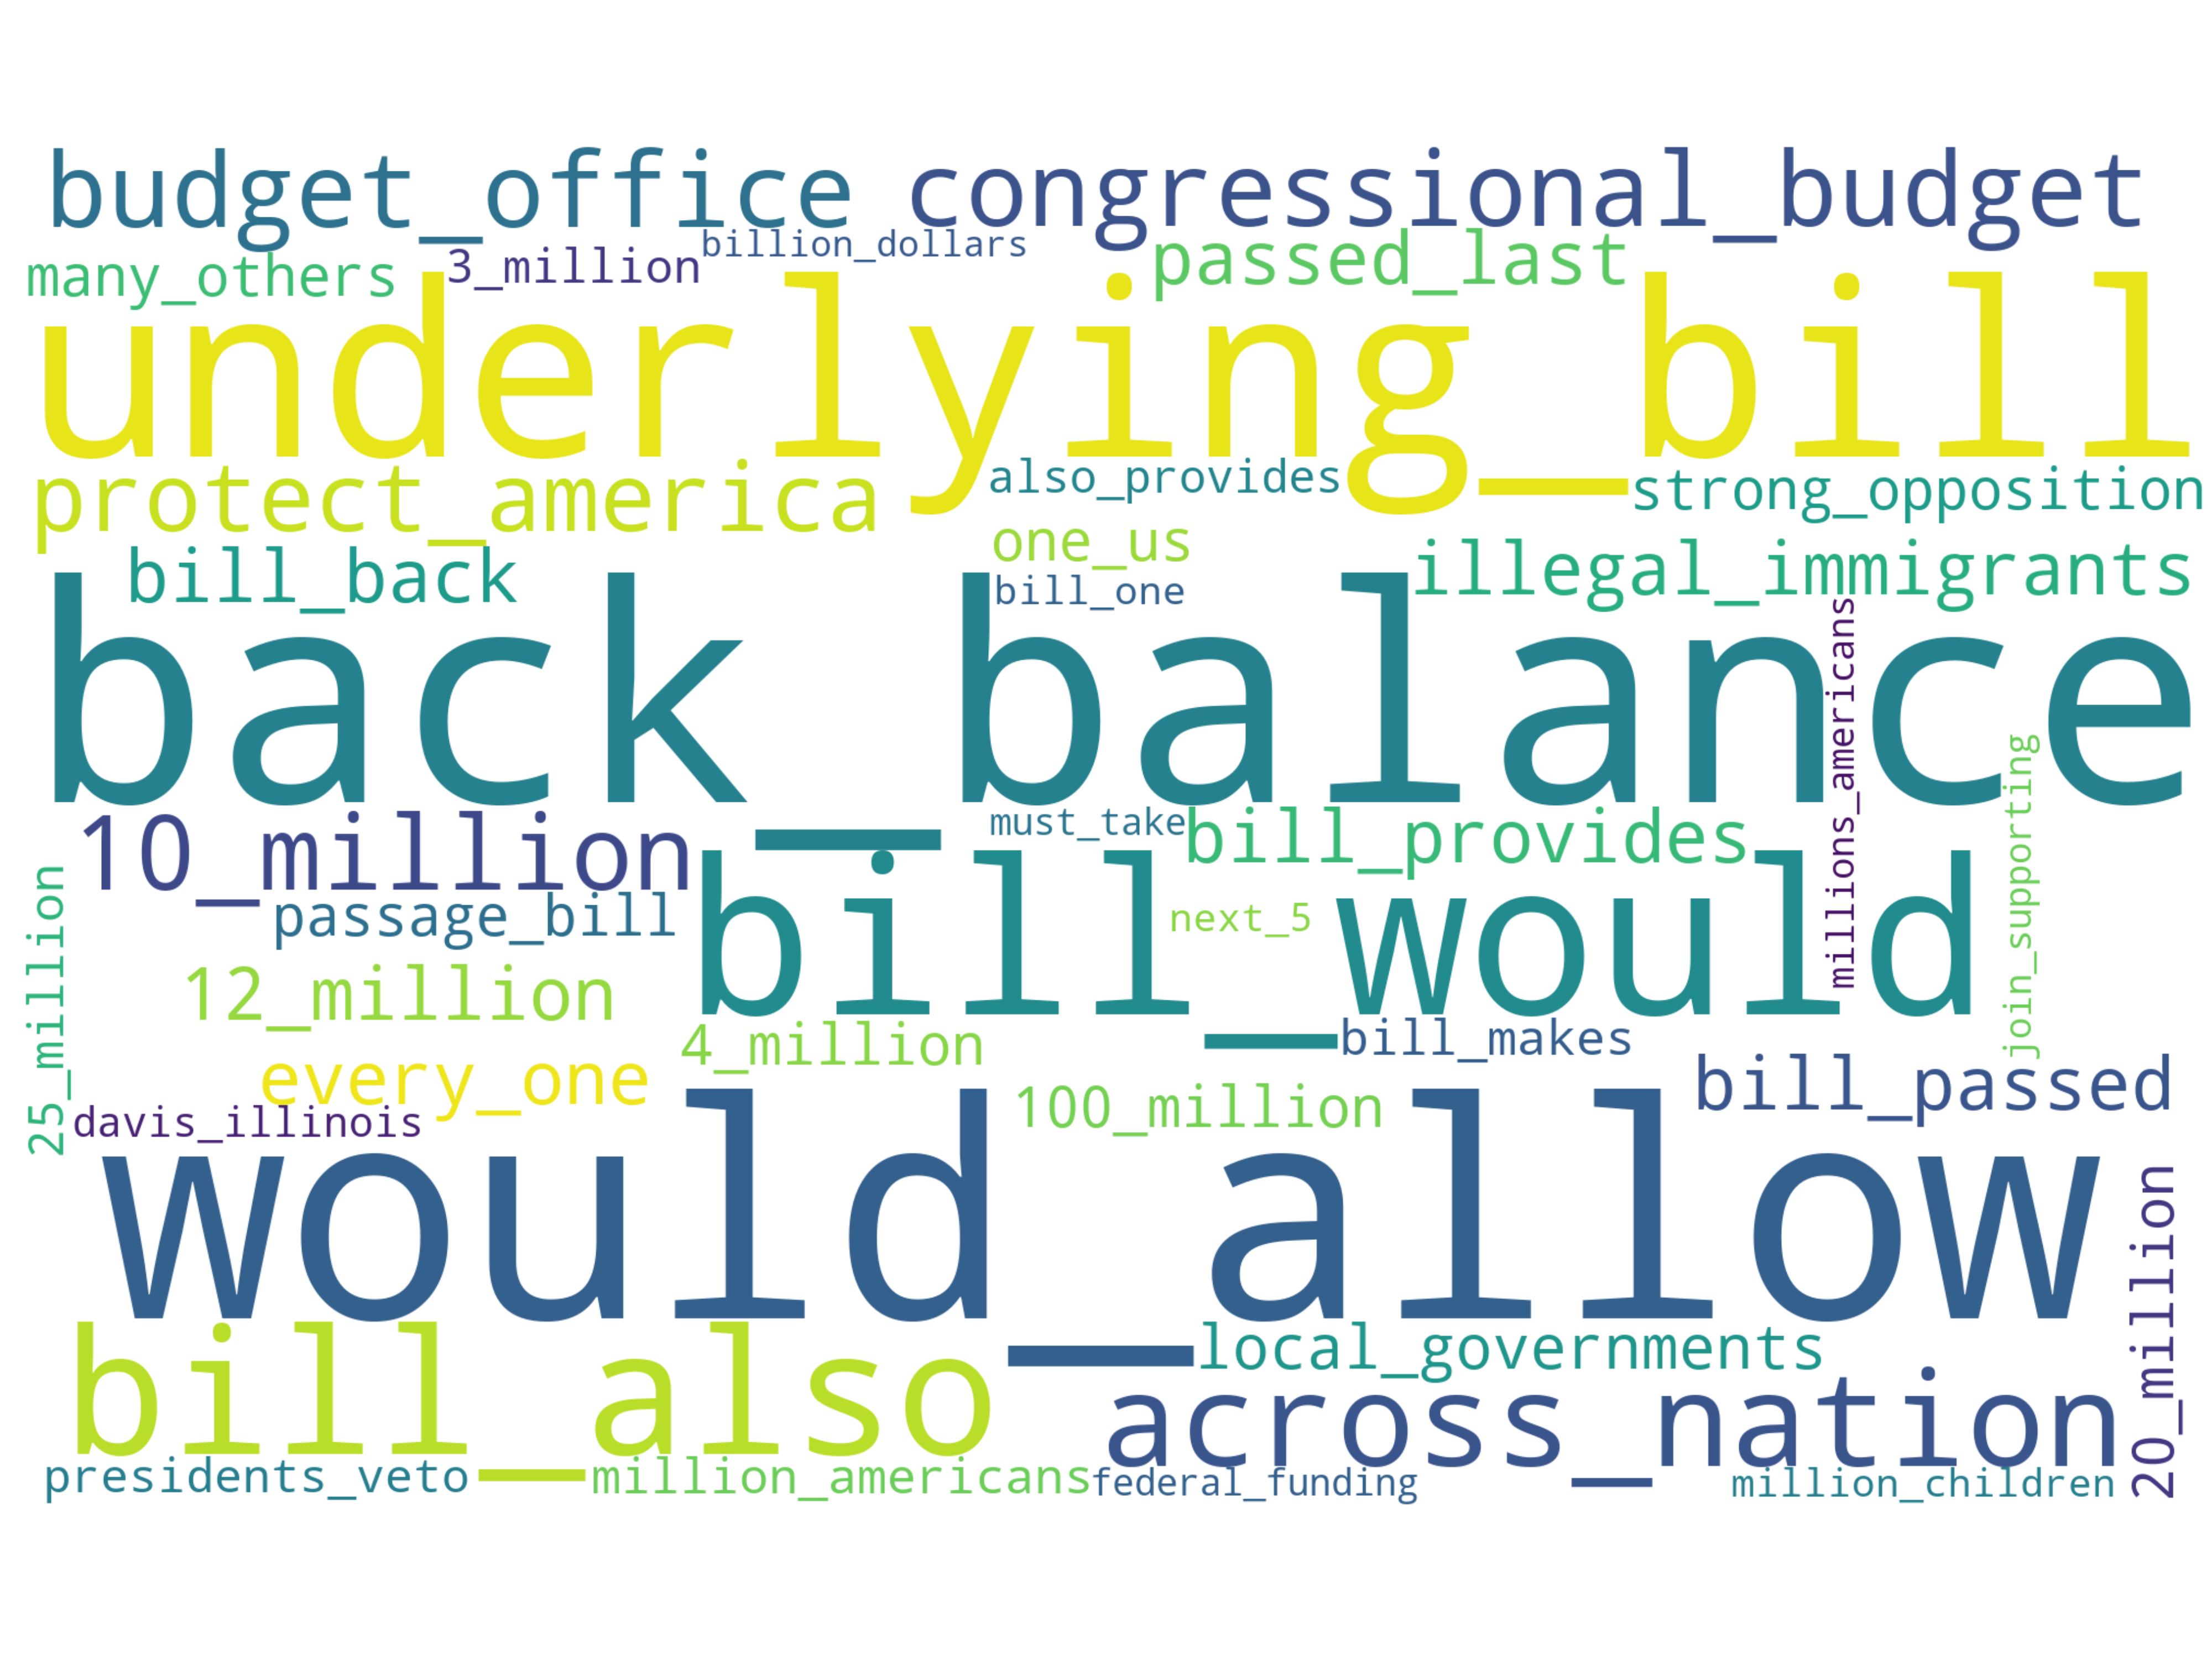 budget_office congressional_budget
many_others 3_million billion_dollars passed_last
underlying_bill
protect_america also_provides strong_opposition
bill_back one_us illegal_immigrants
bill_one
back_balance
millions_americans
join_supporting
10_million must_take bill_provides
passage_bill bill_would next_5
25_million
12_million
4_million bill_makes
every_one 100_million bill_passed
davis_illinois
would_allow
20_million
bill_also local_governments
across_nation
presidents_veto million_americans federal_funding million_children